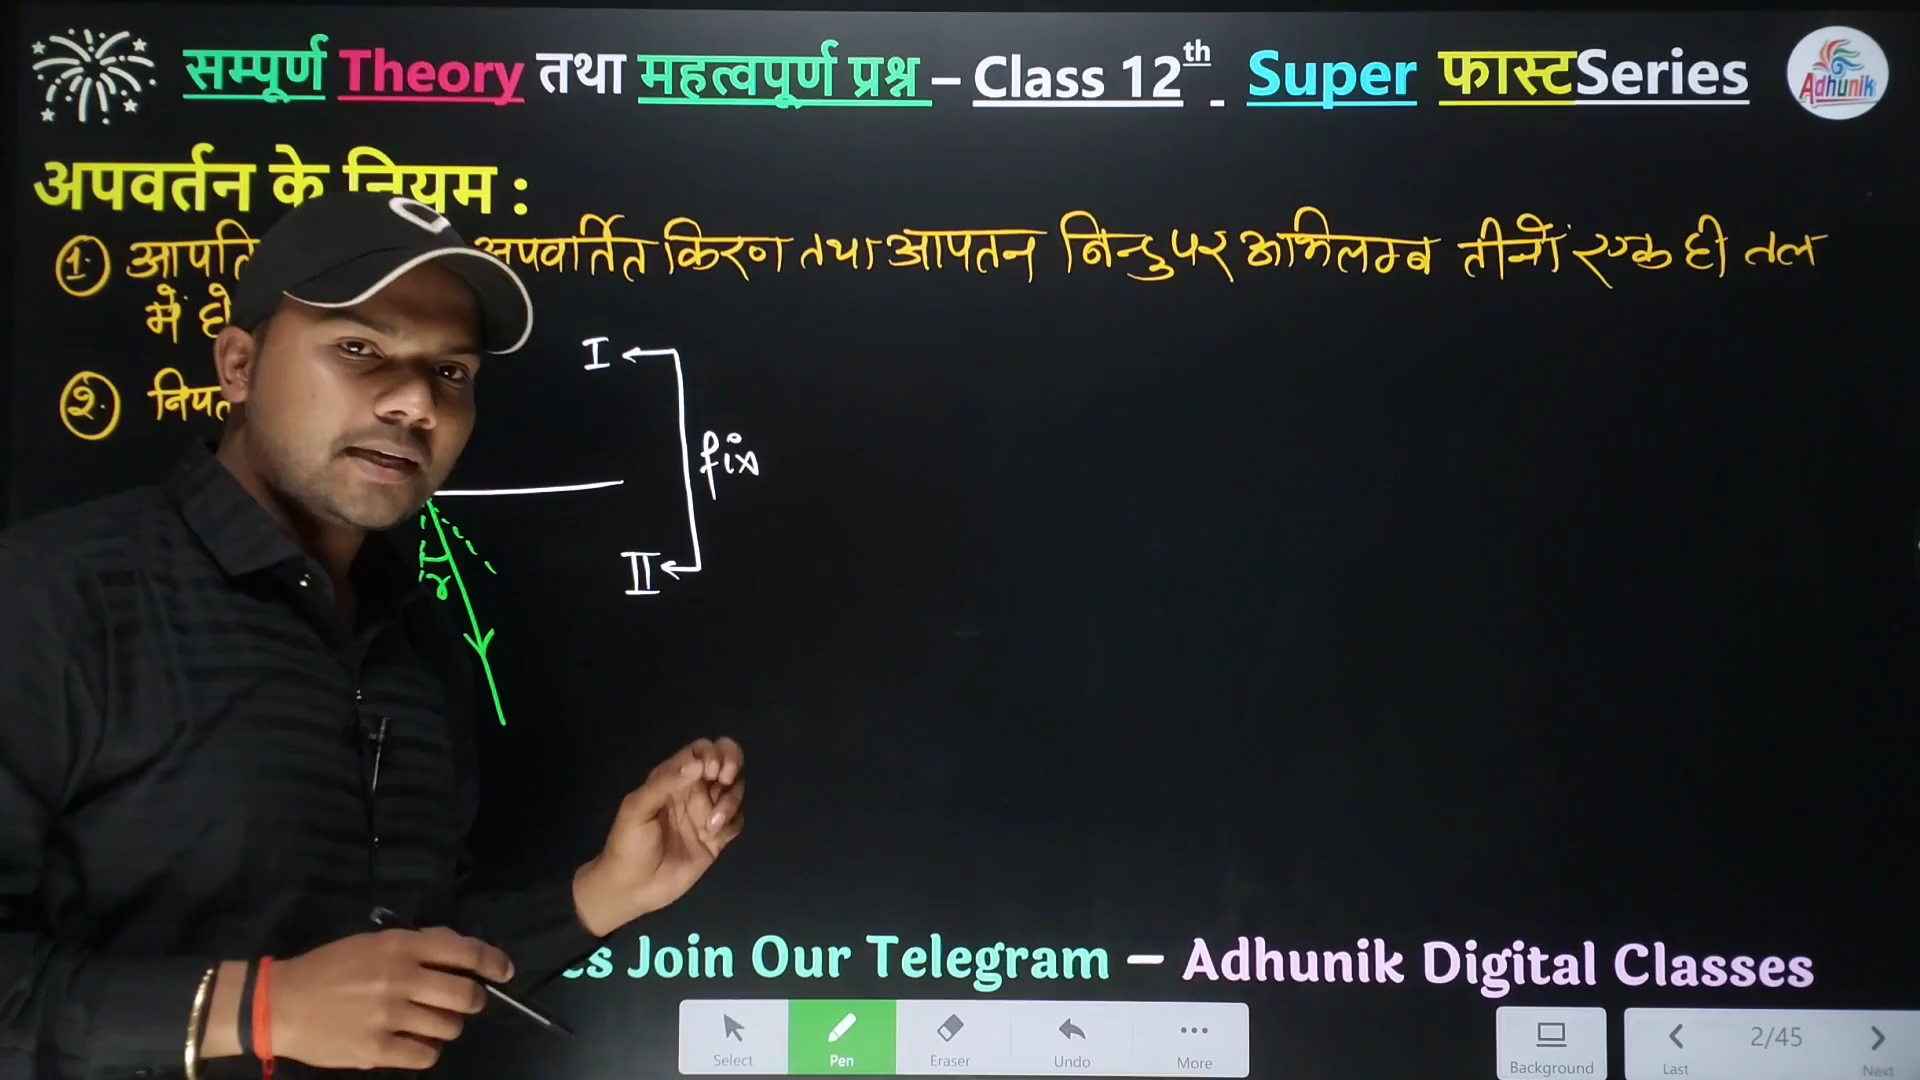 सम्पूर्ण Theory तथा महत्वपूर्ण प्रश्न – Class 12th - Super फास्टSeries
Adhunik
अपवर्तन के नियम :
1. आपति अपवर्तित किरण तथा आपतन बिन्दु पर अभिलम्ब तीनों एक ही तल
में हो
I
2. नियत
fix
II
r
es Join Our Telegram – Adhunik Digital Classes
Select Pen Eraser Undo More
Background
Last 2/45 Next